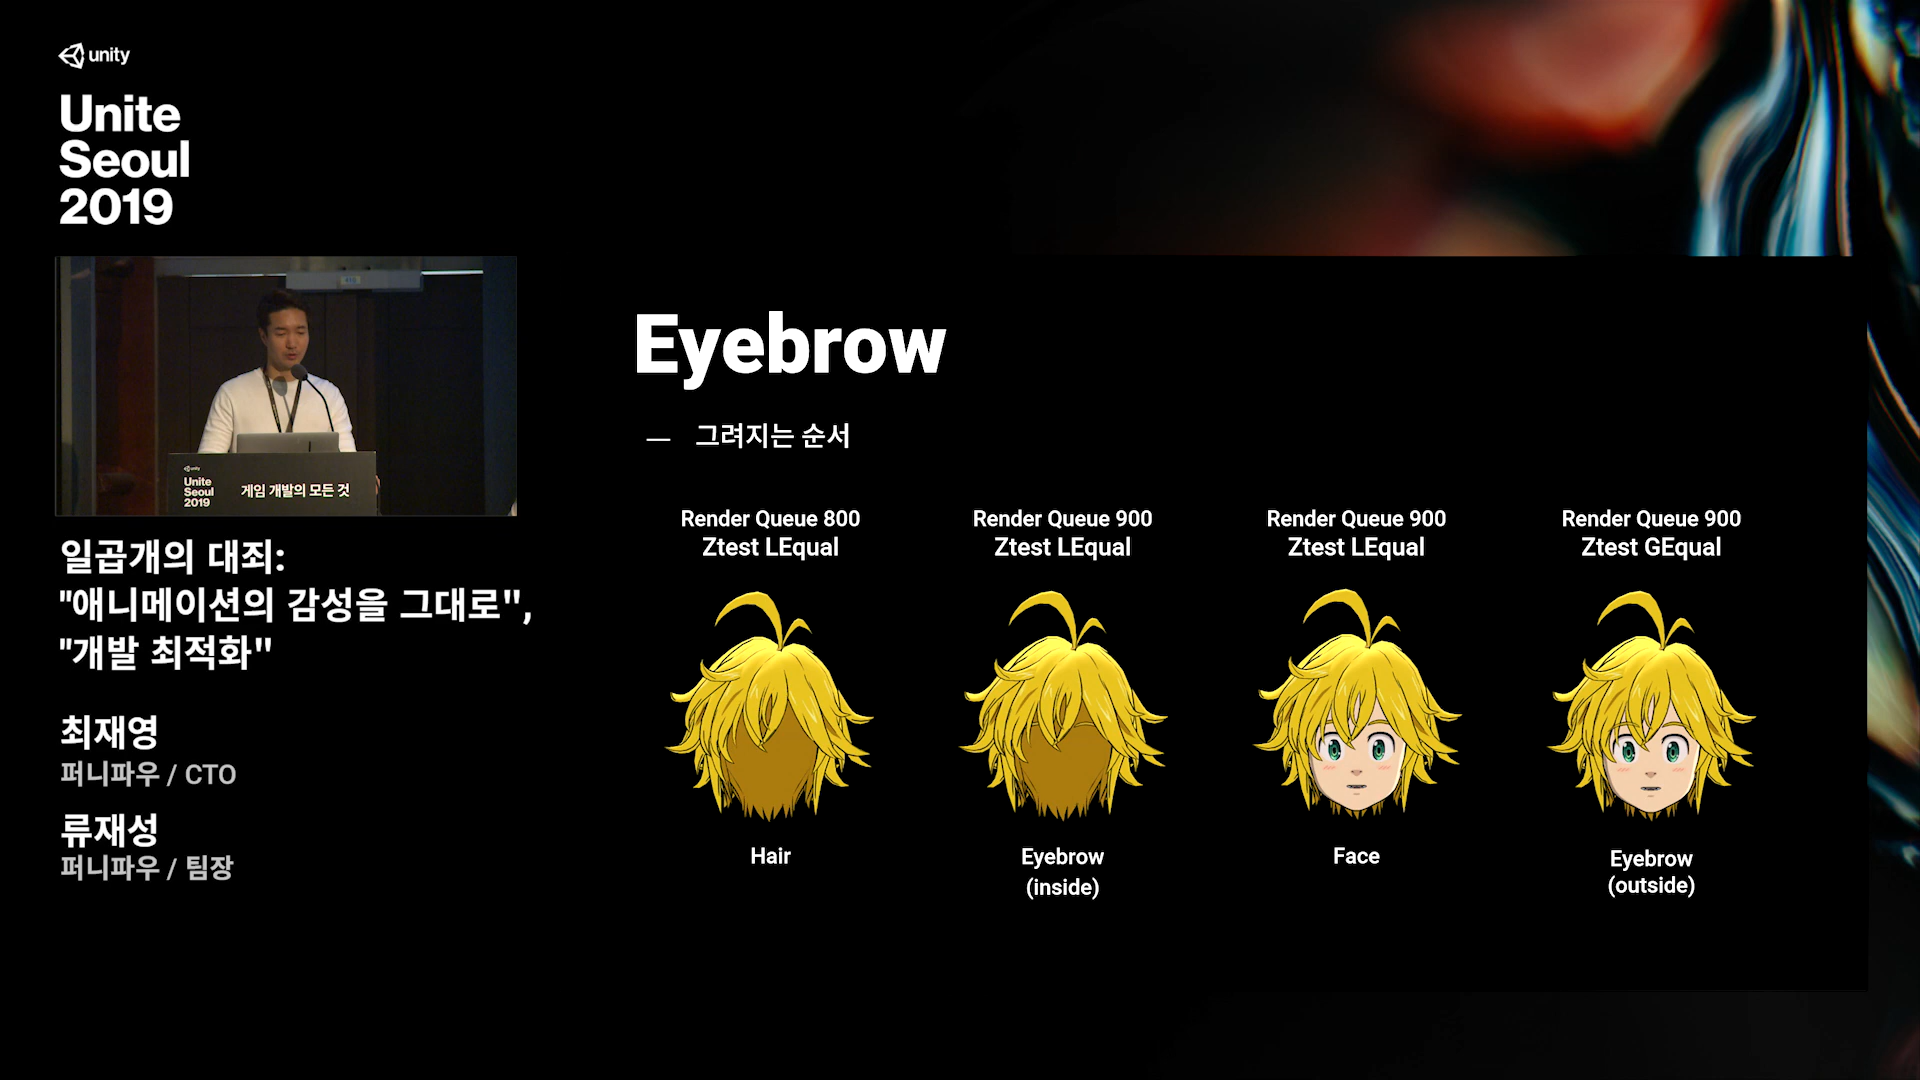 unity
Unite
Seoul
2019
unity
Unite
Seoul
2019
게임 개발의 모든 것
일곱개의 대죄:
"애니메이션의 감성을 그대로",
"개발 최적화"
최재영
퍼니파우 / CTO
류재성
퍼니파우 / 팀장
Eyebrow
— 그려지는 순서
Render Queue 800
Ztest LEqual
Hair
Render Queue 900
Ztest LEqual
Eyebrow
(inside)
Render Queue 900
Ztest LEqual
Face
Render Queue 900
Ztest GEqual
Eyebrow
(outside)